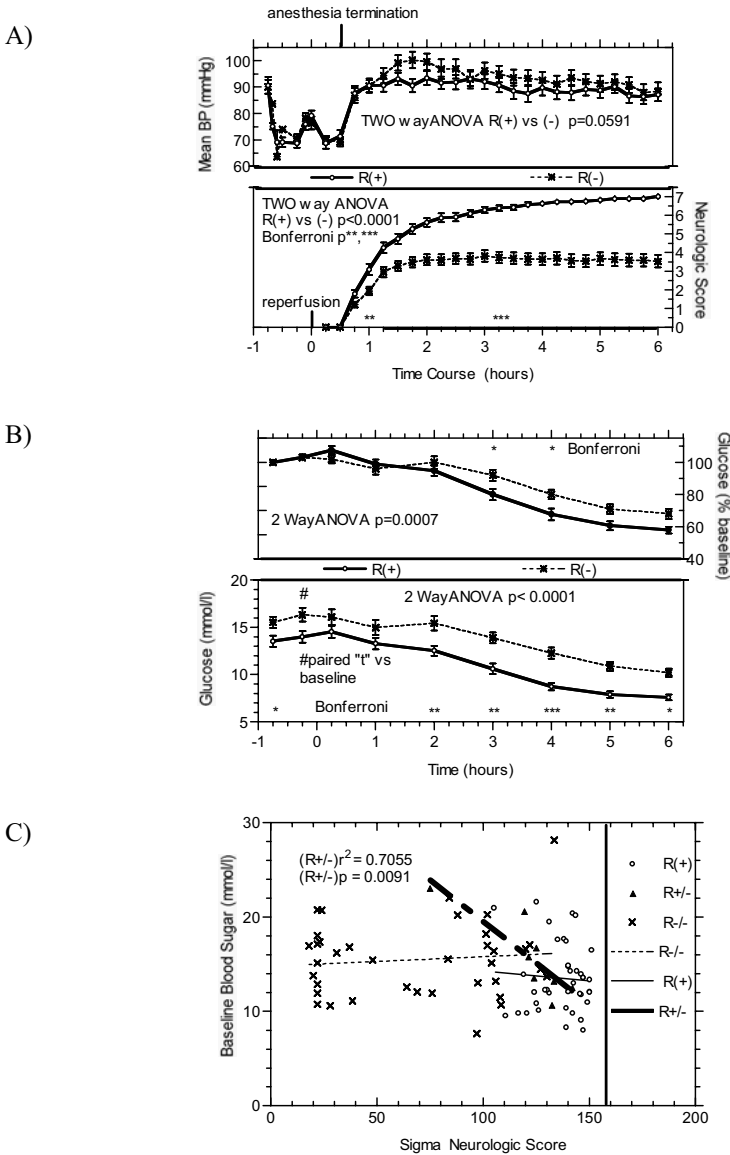 A)
anesthesia termination
100
90
80
70
60
Mean BP (mmHg)
TWO wayANOVA R(+) vs (-) p=0.0591
R(+) R(-)
TWO way ANOVA
R(+) vs (-) p<0.0001
Bonferroni p**,***
reperfusion
** ***
7
6
5
4
3
2
1
0
Neurologic Score
-1 0 1 2 3 4 5 6
Time Course (hours)
B)
* * Bonferroni
2 WayANOVA p=0.0007
100
80
60
40
Glucose (% baseline)
R(+) R(-)
20
15
10
5
Glucose (mmol/l)
# 2 WayANOVA p< 0.0001
#paired "t" vs
baseline
Bonferroni
* ** ** *** ** *
-1 0 1 2 3 4 5 6
Time (hours)
C)
30
20
10
0
Baseline Blood Sugar (mmol/l)
(R+/-)r² = 0.7055
(R+/-)p = 0.0091
R(+)
R+/-
R-/-
R-/-
R(+)
R+/-
0 50 100 150 200
Sigma Neurologic Score